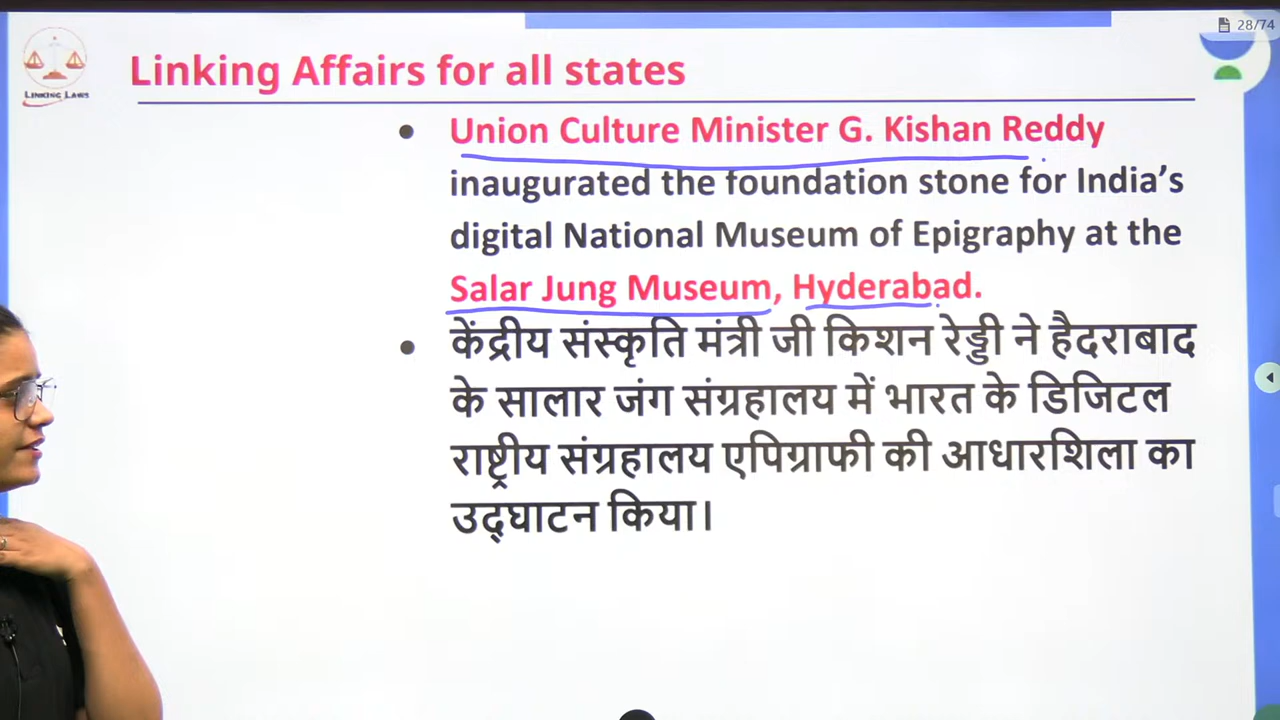 28/74
LINKING LAWS
Linking Affairs for all states
Union Culture Minister G. Kishan Reddy
inaugurated the foundation stone for India’s
digital National Museum of Epigraphy at the
Salar Jung Museum, Hyderabad.
केंद्रीय संस्कृति मंत्री जी किशन रेड्डी ने हैदराबाद
के सालार जंग संग्रहालय में भारत के डिजिटल
राष्ट्रीय संग्रहालय एपिग्राफी की आधारशिला का
उद्घाटन किया।